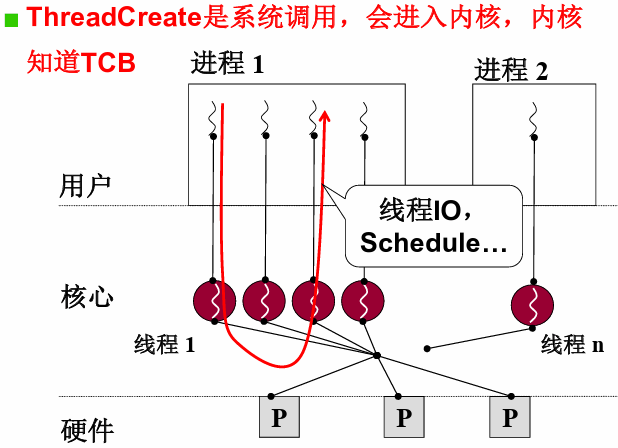 ThreadCreate是系统调用，会进入内核，内核
知道TCB
进程 1
进程 2
用户
线程IO，
Schedule…
核心
线程 1
线程 n
硬件
P
P
P